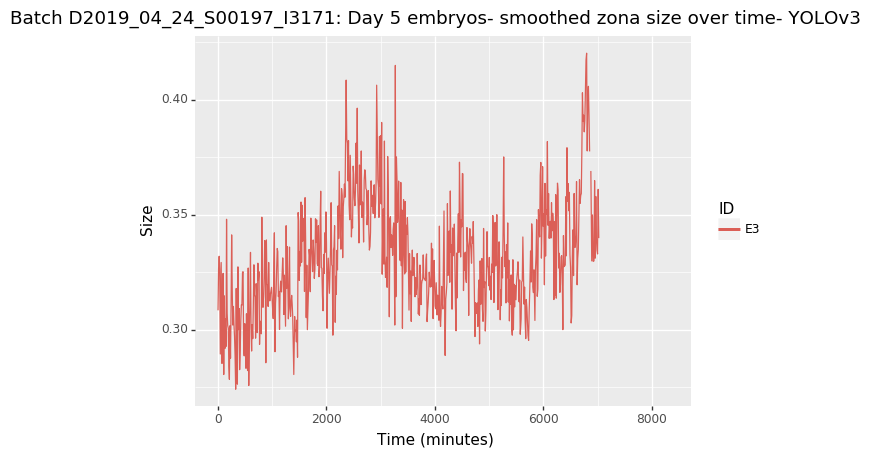 Batch D2019_04_24_S00197_I3171: Day 5 embryos- smoothed zona size over time- YOLOv3
0.40
0.35
0.30
Size
0
2000
4000
6000
8000
Time (minutes)
ID
E3